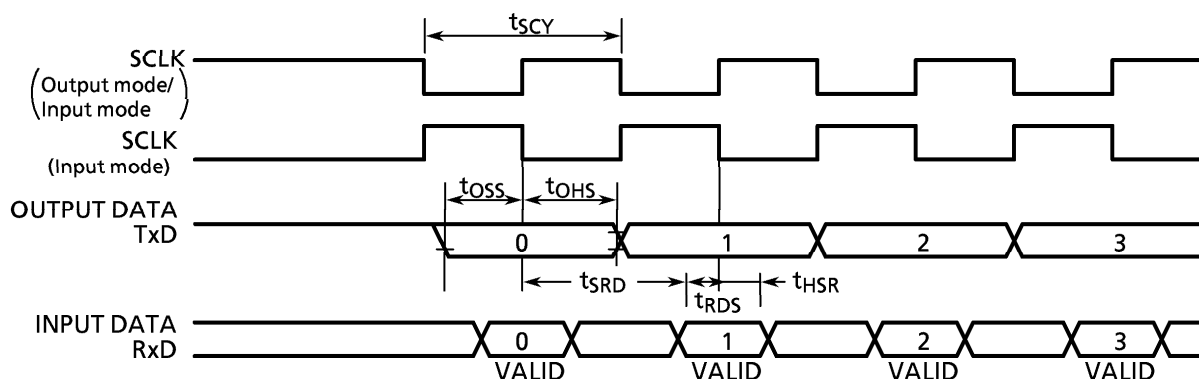 tSCY
SCLK
(Output mode/
Input mode)
SCLK
(Input mode)
tOSS tOHS
OUTPUT DATA
TxD
0 1 2 3
tSRD tRDS tHSR
INPUT DATA
RxD
0 1 2 3
VALID VALID VALID VALID